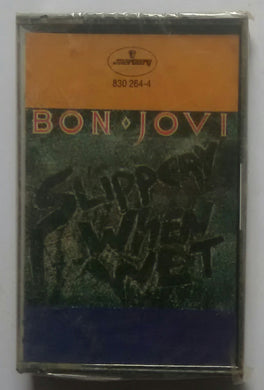 mercury
830 264-4
BON JOVI
SLIPPERY
WHEN
WET